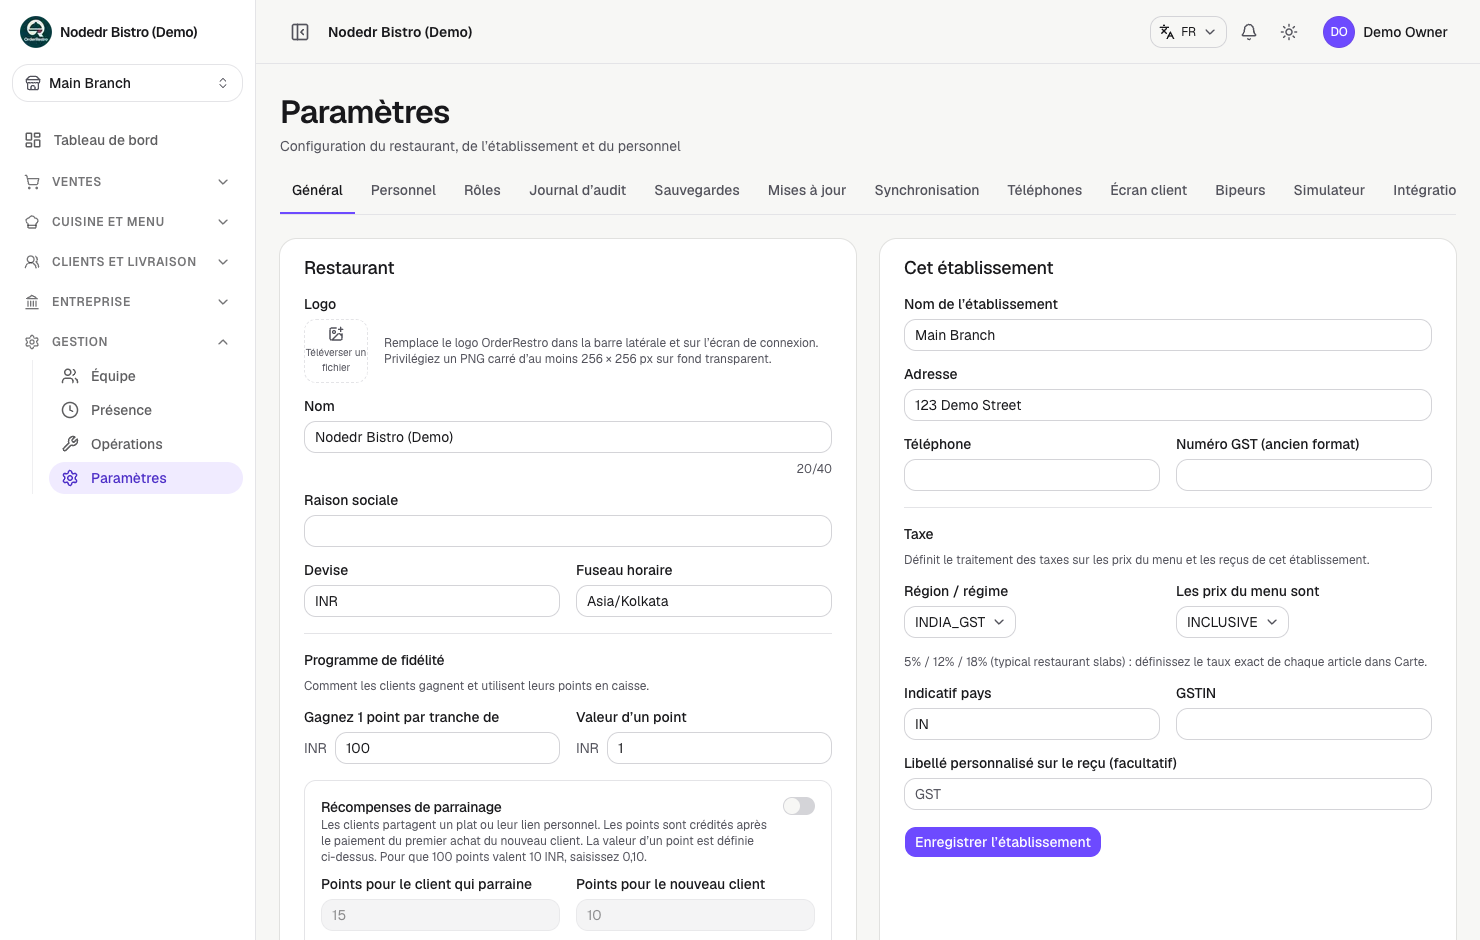 Nodedr Bistro (Demo)
Main Branch
Tableau de bord
VENTES
CUISINE ET MENU
CLIENTS ET LIVRAISON
ENTREPRISE
GESTION
Équipe
Présence
Opérations
Paramètres
Nodedr Bistro (Demo)
FR
DO
Demo Owner
Paramètres
Configuration du restaurant, de l’établissement et du personnel
Général
Personnel
Rôles
Journal d’audit
Sauvegardes
Mises à jour
Synchronisation
Téléphones
Écran client
Bipeurs
Simulateur
Intégratio
Restaurant
Logo
Téléverser un
fichier
Remplace le logo OrderRestro dans la barre latérale et sur l’écran de connexion.
Privilégiez un PNG carré d’au moins 256 × 256 px sur fond transparent.
Nom
Nodedr Bistro (Demo)
20/40
Raison sociale
Devise
Fuseau horaire
INR
Asia/Kolkata
Programme de fidélité
Comment les clients gagnent et utilisent leurs points en caisse.
Gagnez 1 point par tranche de
Valeur d’un point
INR
100
INR
1
Récompenses de parrainage
Les clients partagent un plat ou leur lien personnel. Les points sont crédités après
le paiement du premier achat du nouveau client. La valeur d’un point est définie
ci-dessus. Pour que 100 points valent 10 INR, saisissez 0,10.
Points pour le client qui parraine
Points pour le nouveau client
15
10
Cet établissement
Nom de l’établissement
Main Branch
Adresse
123 Demo Street
Téléphone
Numéro GST (ancien format)
Taxe
Définit le traitement des taxes sur les prix du menu et les reçus de cet établissement.
Région / régime
Les prix du menu sont
INDIA_GST
INCLUSIVE
5% / 12% / 18% (typical restaurant slabs) : définissez le taux exact de chaque article dans Carte.
Indicatif pays
GSTIN
IN
Libellé personnalisé sur le reçu (facultatif)
GST
Enregistrer l’établissement